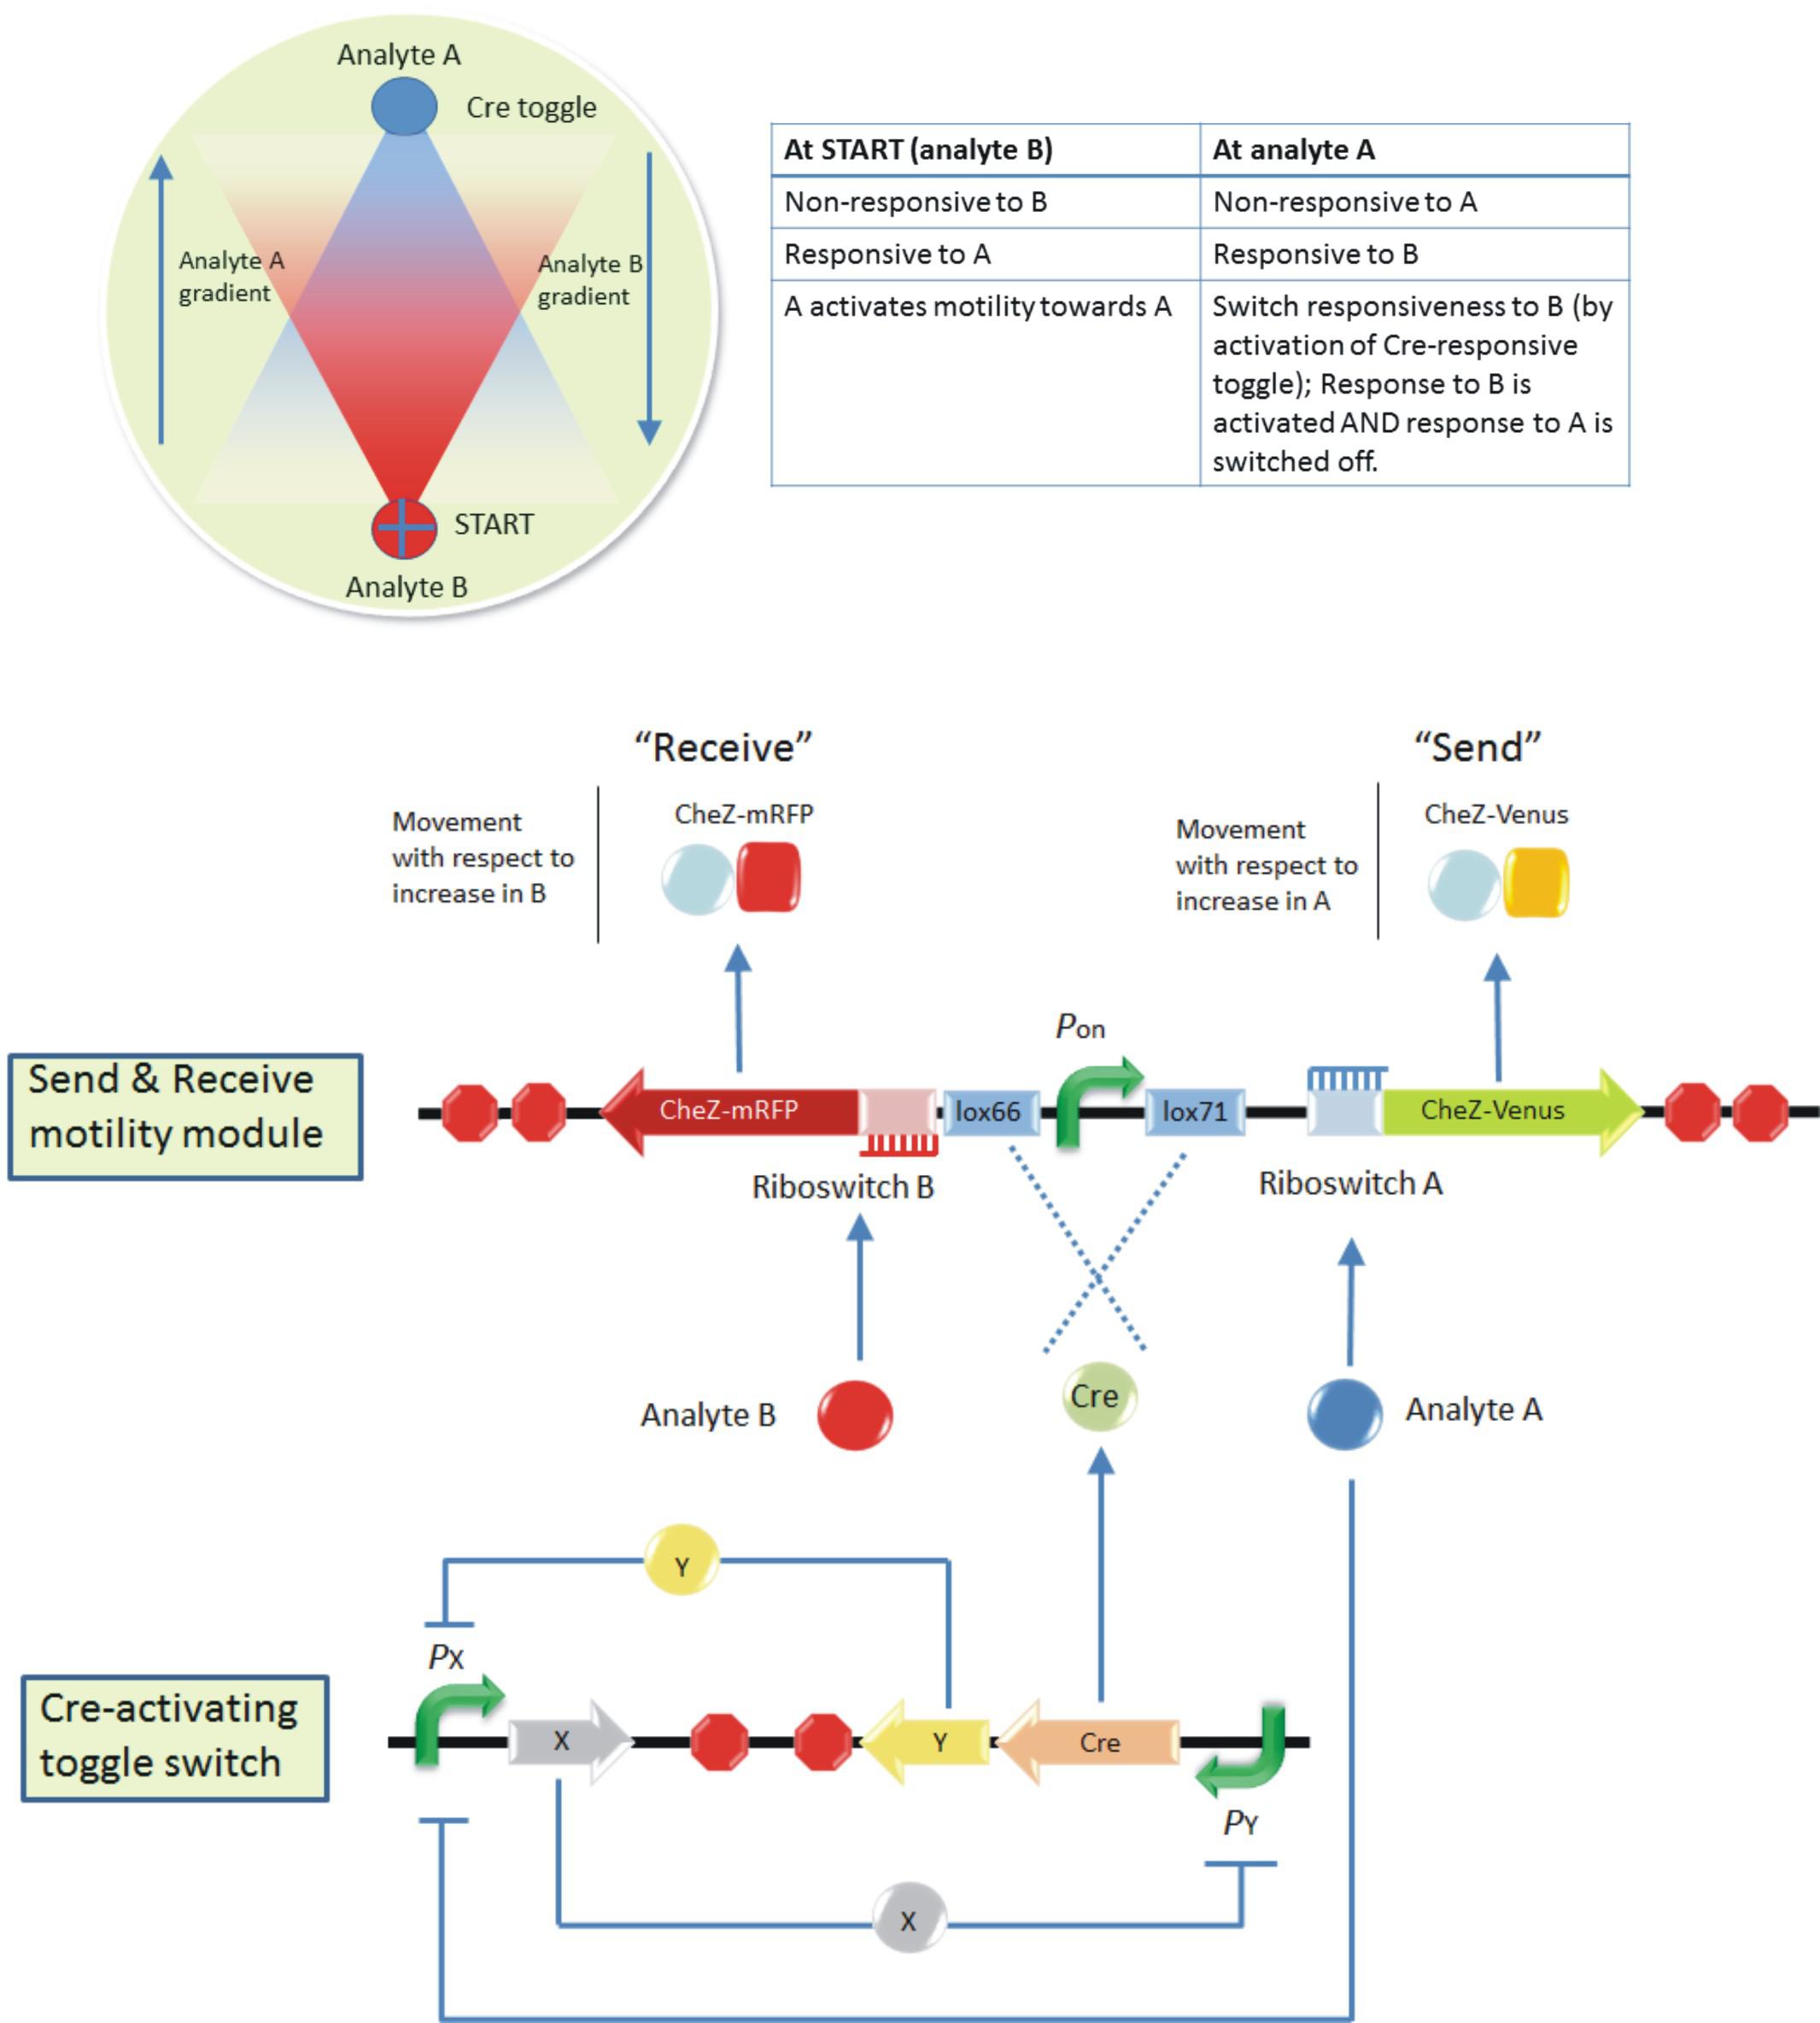 Analyte A
Cre toggle
Analyte A
gradient
Analyte B
gradient
START
Analyte B
At START (analyte B)
At analyte A
Non-responsive to B
Non-responsive to A
Responsive to A
Responsive to B
A activates motility towards A
Switch responsiveness to B (by
activation of Cre-responsive
toggle); Response to B is
activated AND response to A is
switched off.
“Receive”
“Send”
Movement
with respect to
increase in B
CheZ-mRFP
Movement
with respect to
increase in A
CheZ-Venus
Pon
Send & Receive
motility module
CheZ-mRFP
lox66
lox71
CheZ-Venus
Riboswitch B
Riboswitch A
Analyte B
Cre
Analyte A
Y
PX
Cre-activating
toggle switch
X
Y
Cre
PY
X